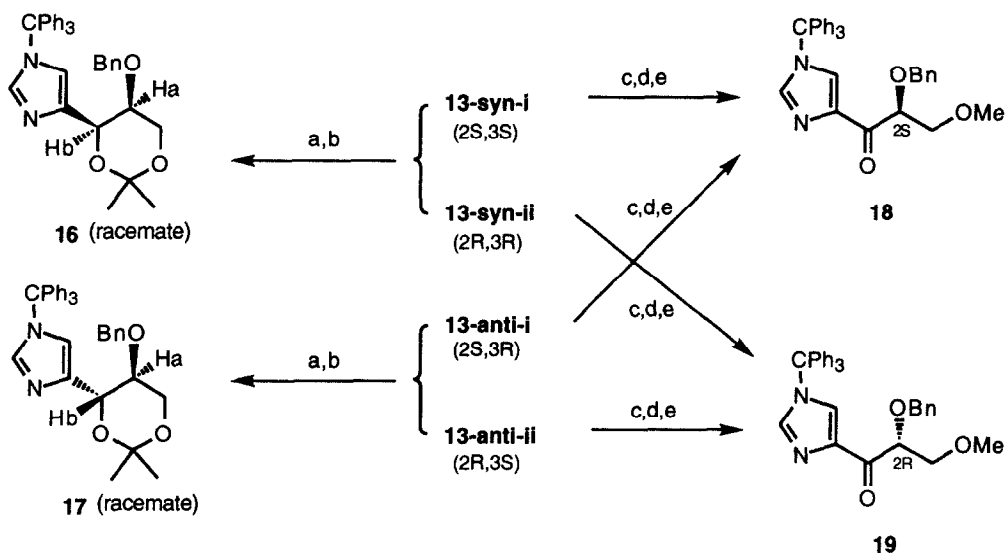 CPh3
N
N
BnO
Ha
Hb
O
O
16 (racemate)
a,b
13-syn-i
(2S,3S)
13-syn-ii
(2R,3R)
c,d,e
CPh3
N
N
OBn
OMe
2S
O
18
c,d,e
c,d,e
CPh3
N
N
BnO
Ha
Hb
O
O
17 (racemate)
a,b
13-anti-i
(2S,3R)
13-anti-ii
(2R,3S)
c,d,e
CPh3
N
N
OBn
OMe
2R
O
19